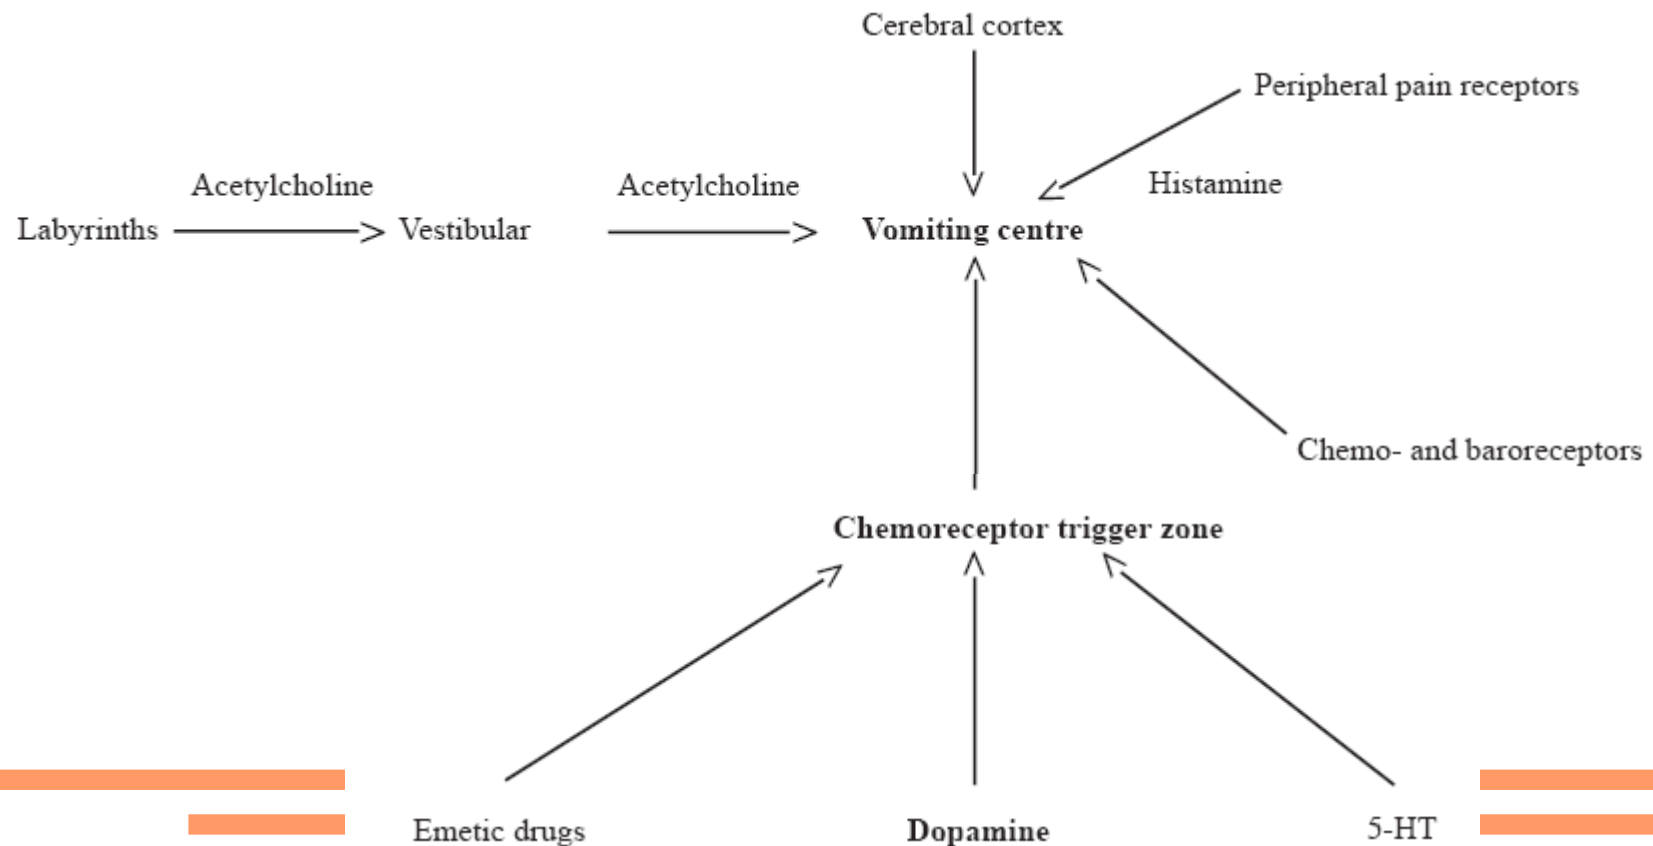 Cerebral cortex
Peripheral pain receptors
Acetylcholine
Acetylcholine
Histamine
Labyrinths
Vestibular
Vomiting centre
Chemo- and baroreceptors
Chemoreceptor trigger zone
Emetic drugs
Dopamine
5-HT